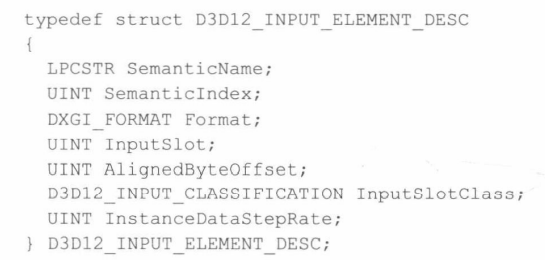 typedef struct D3D12_INPUT_ELEMENT_DESC
{
  LPCSTR SemanticName;
  UINT SemanticIndex;
  DXGI_FORMAT Format;
  UINT InputSlot;
  UINT AlignedByteOffset;
  D3D12_INPUT_CLASSIFICATION InputSlotClass;
  UINT InstanceDataStepRate;
} D3D12_INPUT_ELEMENT_DESC;